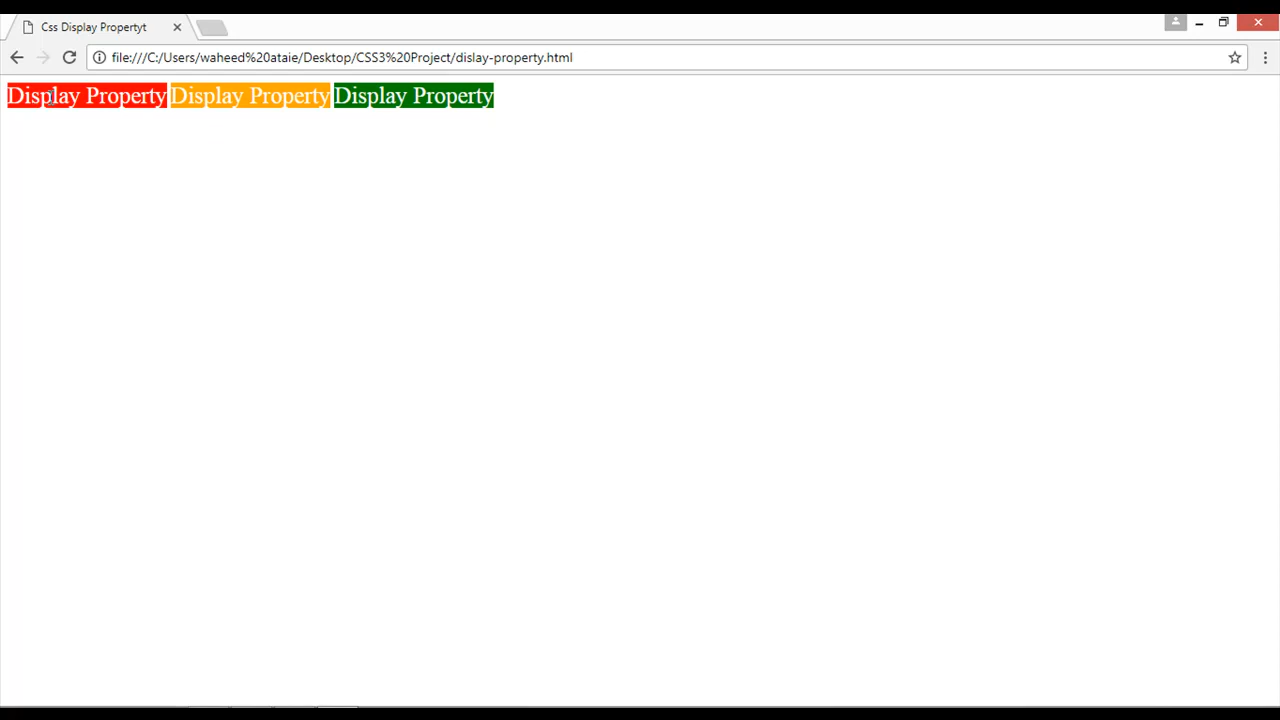 Css Display Propertyt
file:///C:/Users/waheed%20ataie/Desktop/CSS3%20Project/dislay-property.html
Display Property Display Property Display Property